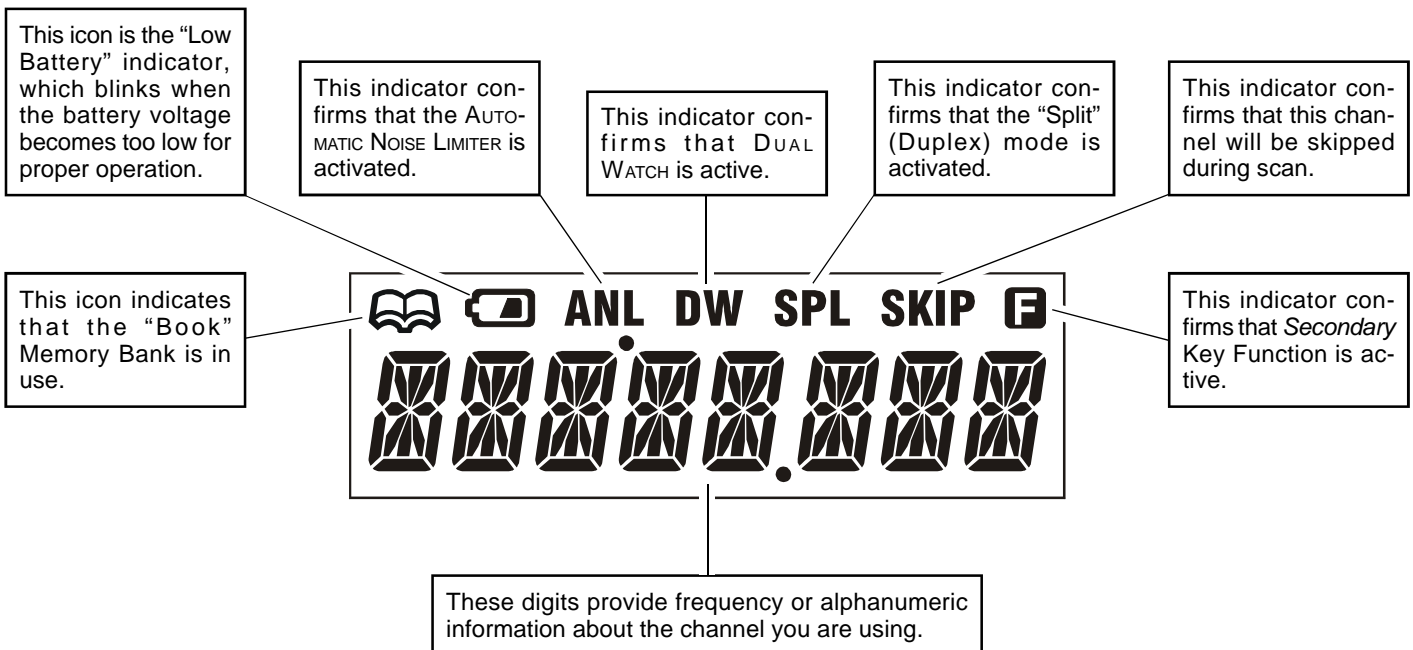 This icon is the “Low
Battery” indicator,
which blinks when
the battery voltage
becomes too low for
proper operation.
This indicator con-
firms that the AUTO-
MATIC NOISE LIMITER is
activated.
This indicator con-
firms that DUAL
WATCH is active.
This indicator con-
firms that the “Split”
(Duplex) mode is
activated.
This indicator con-
firms that this chan-
nel will be skipped
during scan.
This icon indicates
that the “Book”
Memory Bank is in
use.
ANL DW SPL SKIP F
This indicator con-
firms that Secondary
Key Function is ac-
tive.
These digits provide frequency or alphanumeric
information about the channel you are using.